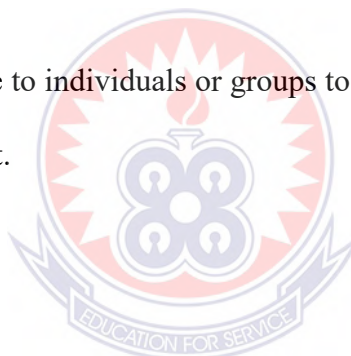 e to individuals or groups to
t.
EDUCATION FOR SERVICE